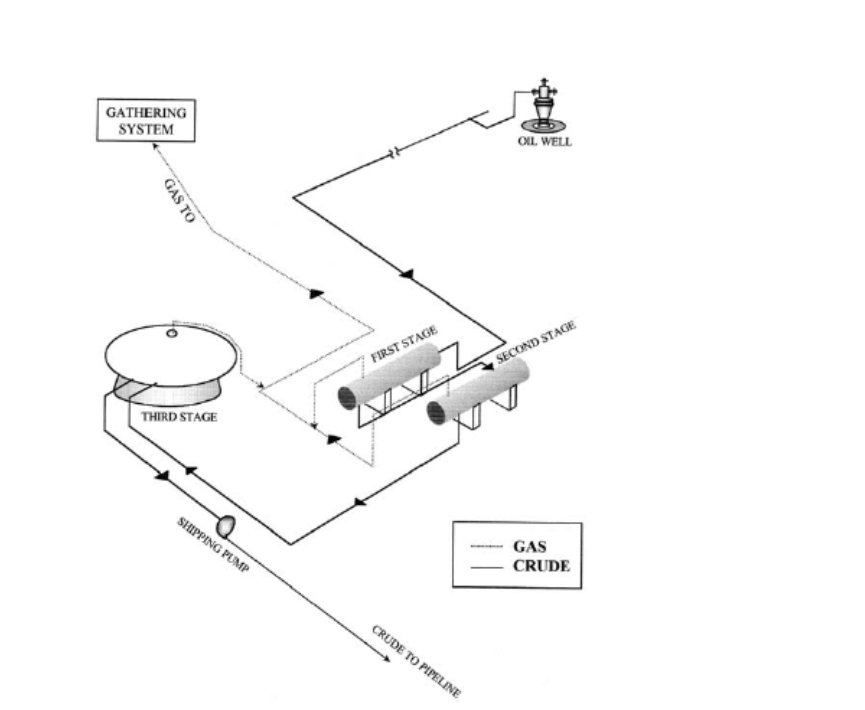 GATHERING
SYSTEM
OIL WELL
GAS TO
FIRST STAGE
SECOND STAGE
THIRD STAGE
SHIPPING PUMP
GAS
CRUDE
CRUDE TO PIPELINE